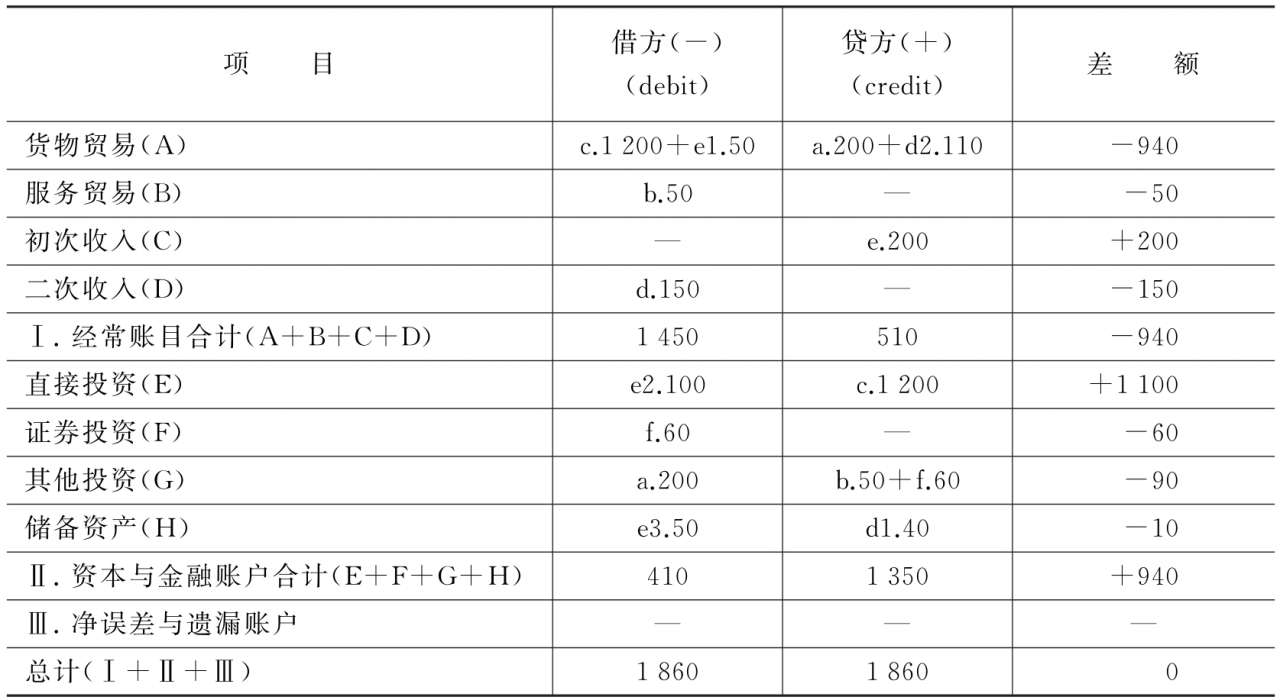 项 目 借方(－) (debit) 贷方(＋) (credit) 差 额
货物贸易(A) c.1 200＋e1.50 a.200＋d2.110 －940
服务贸易(B) b.50 — －50
初次收入(C) — e.200 ＋200
二次收入(D) d.150 — －150
Ⅰ. 经常账目合计(A＋B＋C＋D) 1 450 510 －940
直接投资(E) e2.100 c.1 200 ＋1 100
证券投资(F) f.60 — －60
其他投资(G) a.200 b.50＋f.60 －90
储备资产(H) e3.50 d1.40 －10
Ⅱ. 资本与金融账户合计(E＋F＋G＋H) 410 1 350 ＋940
Ⅲ. 净误差与遗漏账户 — — —
总计(Ⅰ＋Ⅱ＋Ⅲ) 1 860 1 860 0